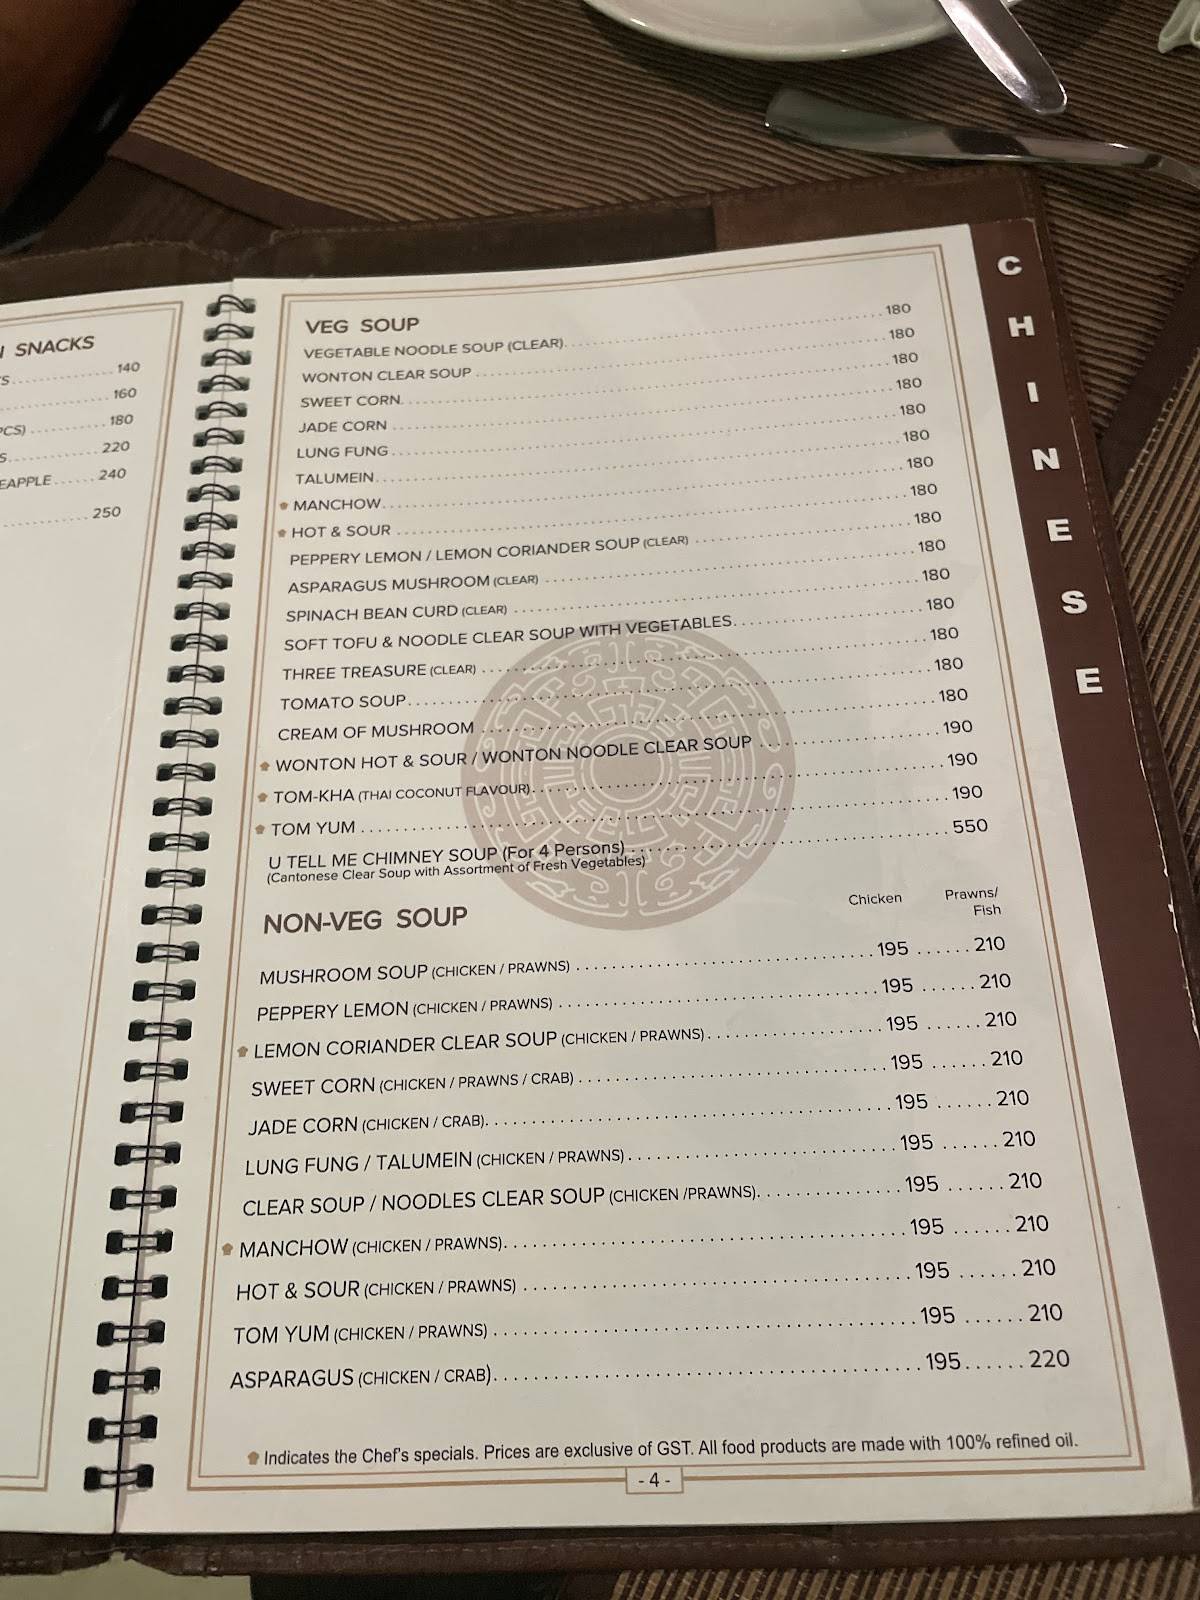 SNACKS
140
160
PCS) 180
S 220
EAPPLE 240
250
VEG SOUP
VEGETABLE NOODLE SOUP (CLEAR) 180
WONTON CLEAR SOUP 180
SWEET CORN 180
JADE CORN 180
LUNG FUNG 180
TALUMEIN 180
MANCHOW 180
HOT & SOUR 180
PEPPERY LEMON / LEMON CORIANDER SOUP (CLEAR) 180
ASPARAGUS MUSHROOM (CLEAR) 180
SPINACH BEAN CURD (CLEAR) 180
SOFT TOFU & NOODLE CLEAR SOUP WITH VEGETABLES 180
THREE TREASURE (CLEAR) 180
TOMATO SOUP 180
CREAM OF MUSHROOM 180
WONTON HOT & SOUR / WONTON NOODLE CLEAR SOUP 190
TOM-KHA (THAI COCONUT FLAVOUR) 190
TOM YUM 190
U TELL ME CHIMNEY SOUP (For 4 Persons) 550
(Cantonese Clear Soup with Assortment of Fresh Vegetables)
NON-VEG SOUP Chicken Prawns/
Fish
MUSHROOM SOUP (CHICKEN / PRAWNS) 195 210
PEPPERY LEMON (CHICKEN / PRAWNS) 195 210
LEMON CORIANDER CLEAR SOUP (CHICKEN / PRAWNS) 195 210
SWEET CORN (CHICKEN / PRAWNS / CRAB) 195 210
JADE CORN (CHICKEN / CRAB) 195 210
LUNG FUNG / TALUMEIN (CHICKEN / PRAWNS) 195 210
CLEAR SOUP / NOODLES CLEAR SOUP (CHICKEN /PRAWNS) 195 210
MANCHOW (CHICKEN / PRAWNS) 195 210
HOT & SOUR (CHICKEN / PRAWNS) 195 210
TOM YUM (CHICKEN / PRAWNS) 195 210
ASPARAGUS (CHICKEN / CRAB) 195 220
Indicates the Chef's specials. Prices are exclusive of GST. All food products are made with 100% refined oil.
- 4 -
CHINESE